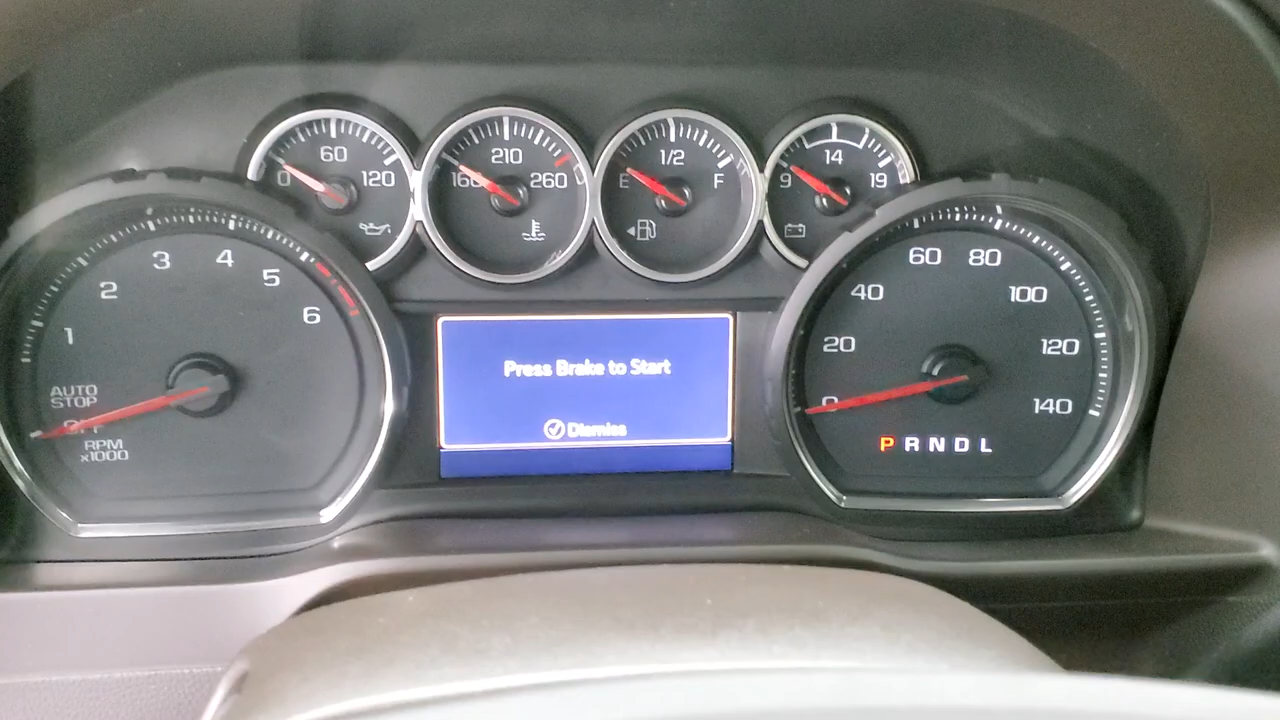 60
0 120
210
160 260
1/2
E F
14
9 19
1 2 3 4 5 6
AUTO
STOP
OFF
RPM
x1000
Press Brake to Start
Dismiss
0 20 40 60 80 100 120 140
P R N D L